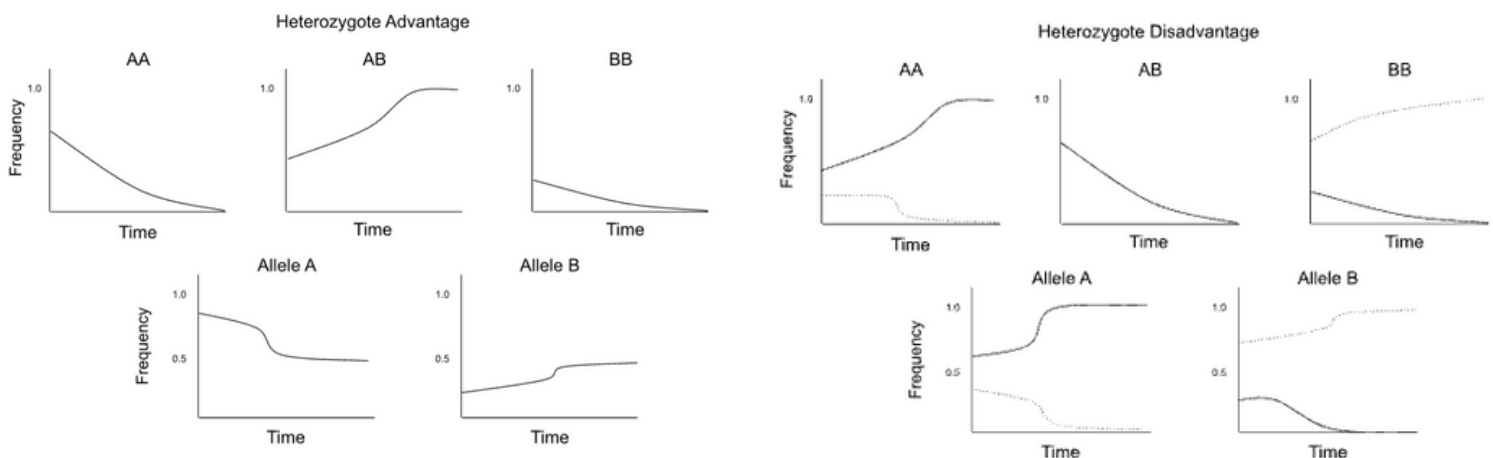 Heterozygote Advantage
AA
AB
BB
1.0
1.0
1.0
Frequency
Time
Time
Time
Allele A
Allele B
1.0
1.0
0.5
0.5
Frequency
Time
Time
Heterozygote Disadvantage
AA
AB
BB
1.0
1.0
1.0
Frequency
Time
Time
Time
Allele A
Allele B
1.0
1.0
0.5
0.5
Frequency
Time
Time